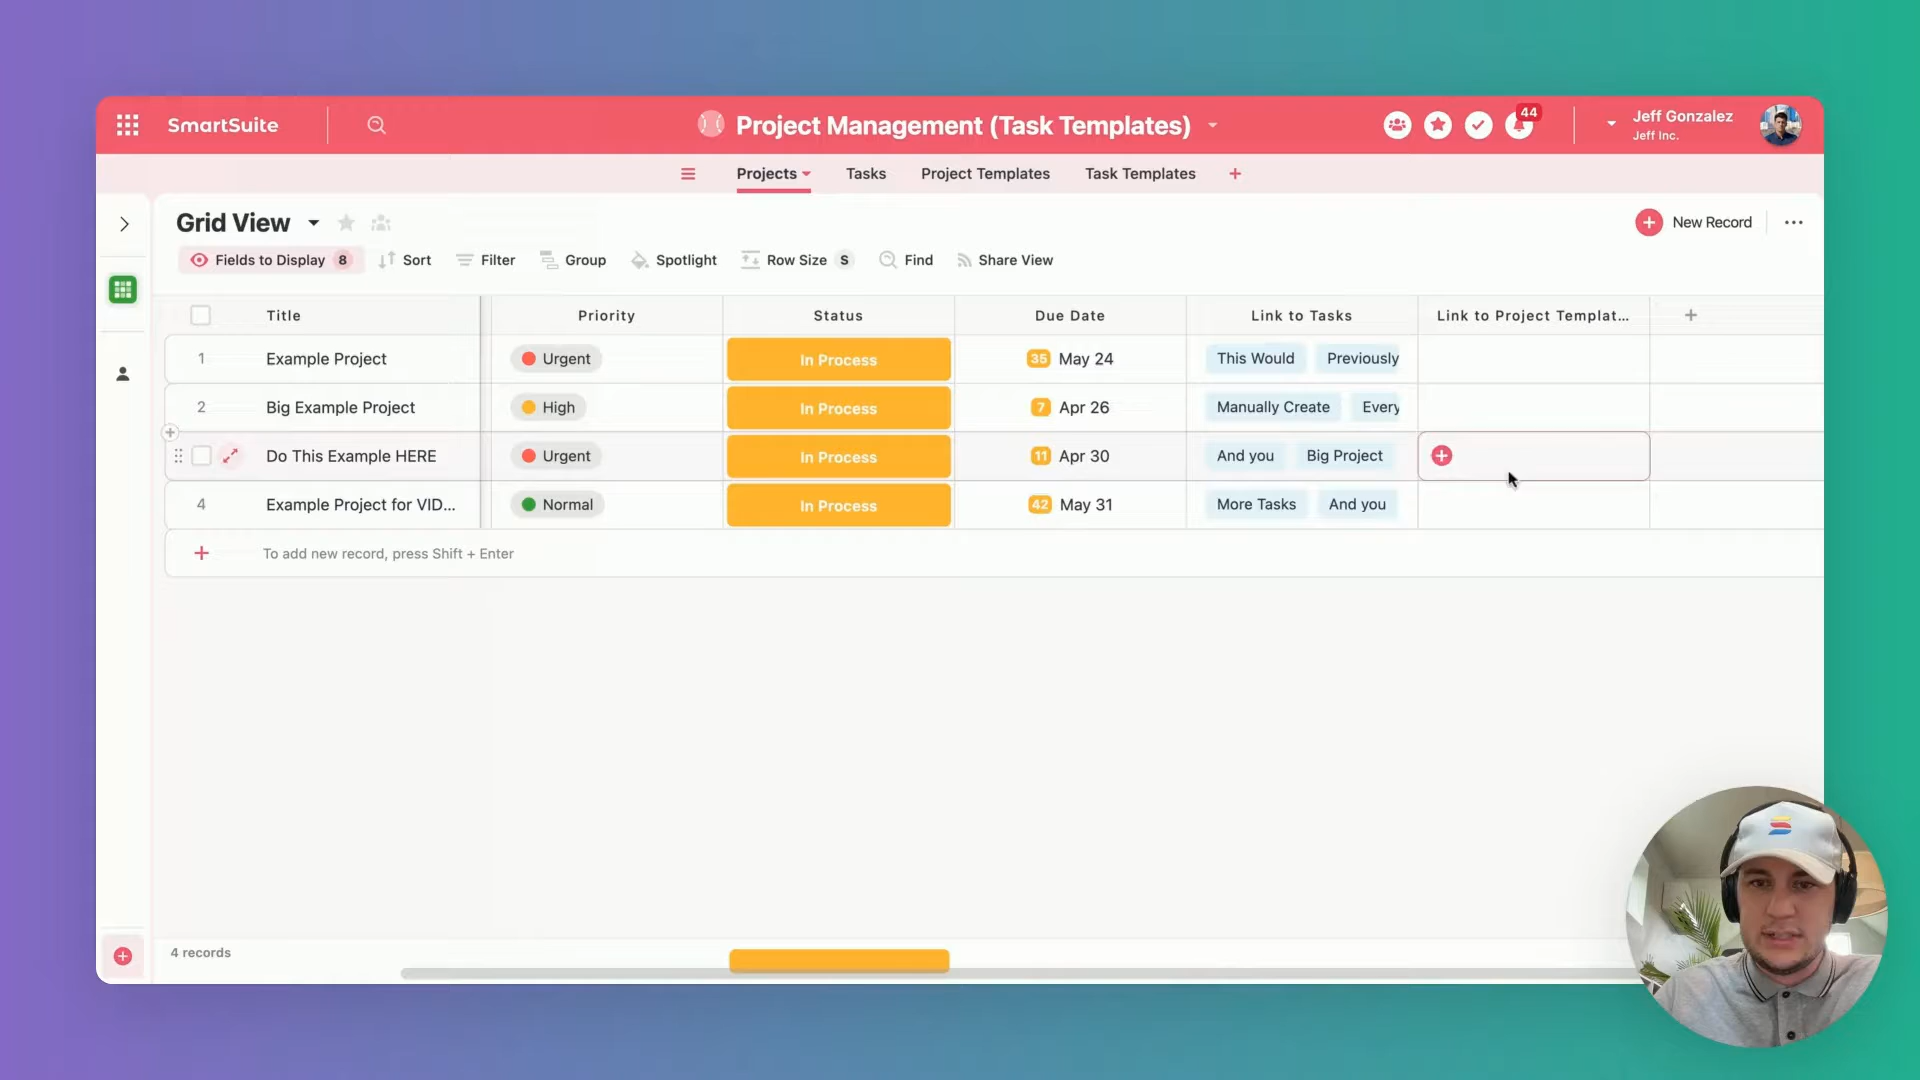 SmartSuite
Project Management (Task Templates)
44
Jeff Gonzalez
Jeff Inc.
Projects
Tasks
Project Templates
Task Templates
Grid View
New Record
Fields to Display 8
Sort
Filter
Group
Spotlight
Row Size S
Find
Share View
Title Priority Status Due Date Link to Tasks Link to Project Templat...
1 Example Project Urgent In Process 35 May 24 This Would Previously
2 Big Example Project High In Process 7 Apr 26 Manually Create Every
Do This Example HERE Urgent In Process 11 Apr 30 And you Big Project
4 Example Project for VID... Normal In Process 42 May 31 More Tasks And you
To add new record, press Shift + Enter
4 records